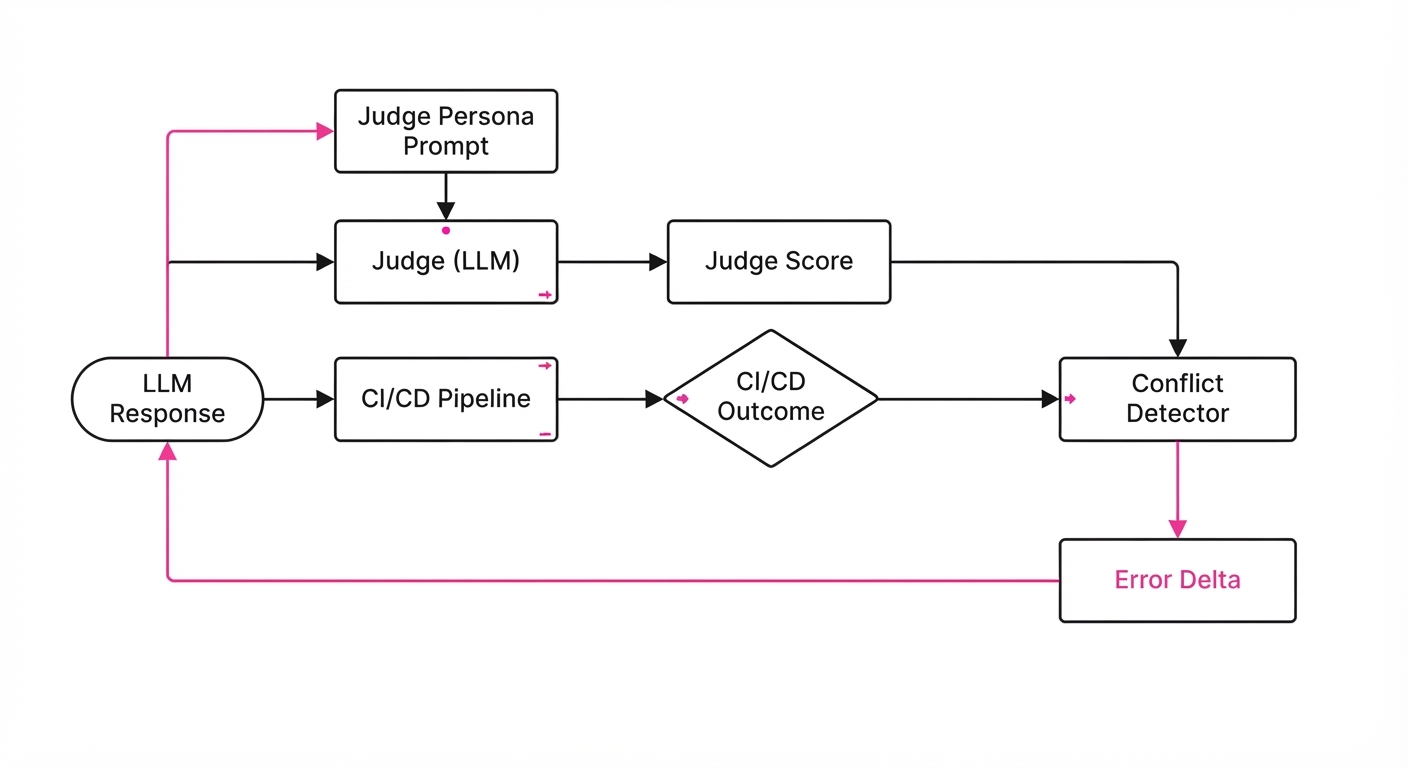 Judge Persona
Prompt
Judge (LLM)
Judge Score
LLM
Response
CI/CD Pipeline
CI/CD
Outcome
Conflict
Detector
Error Delta